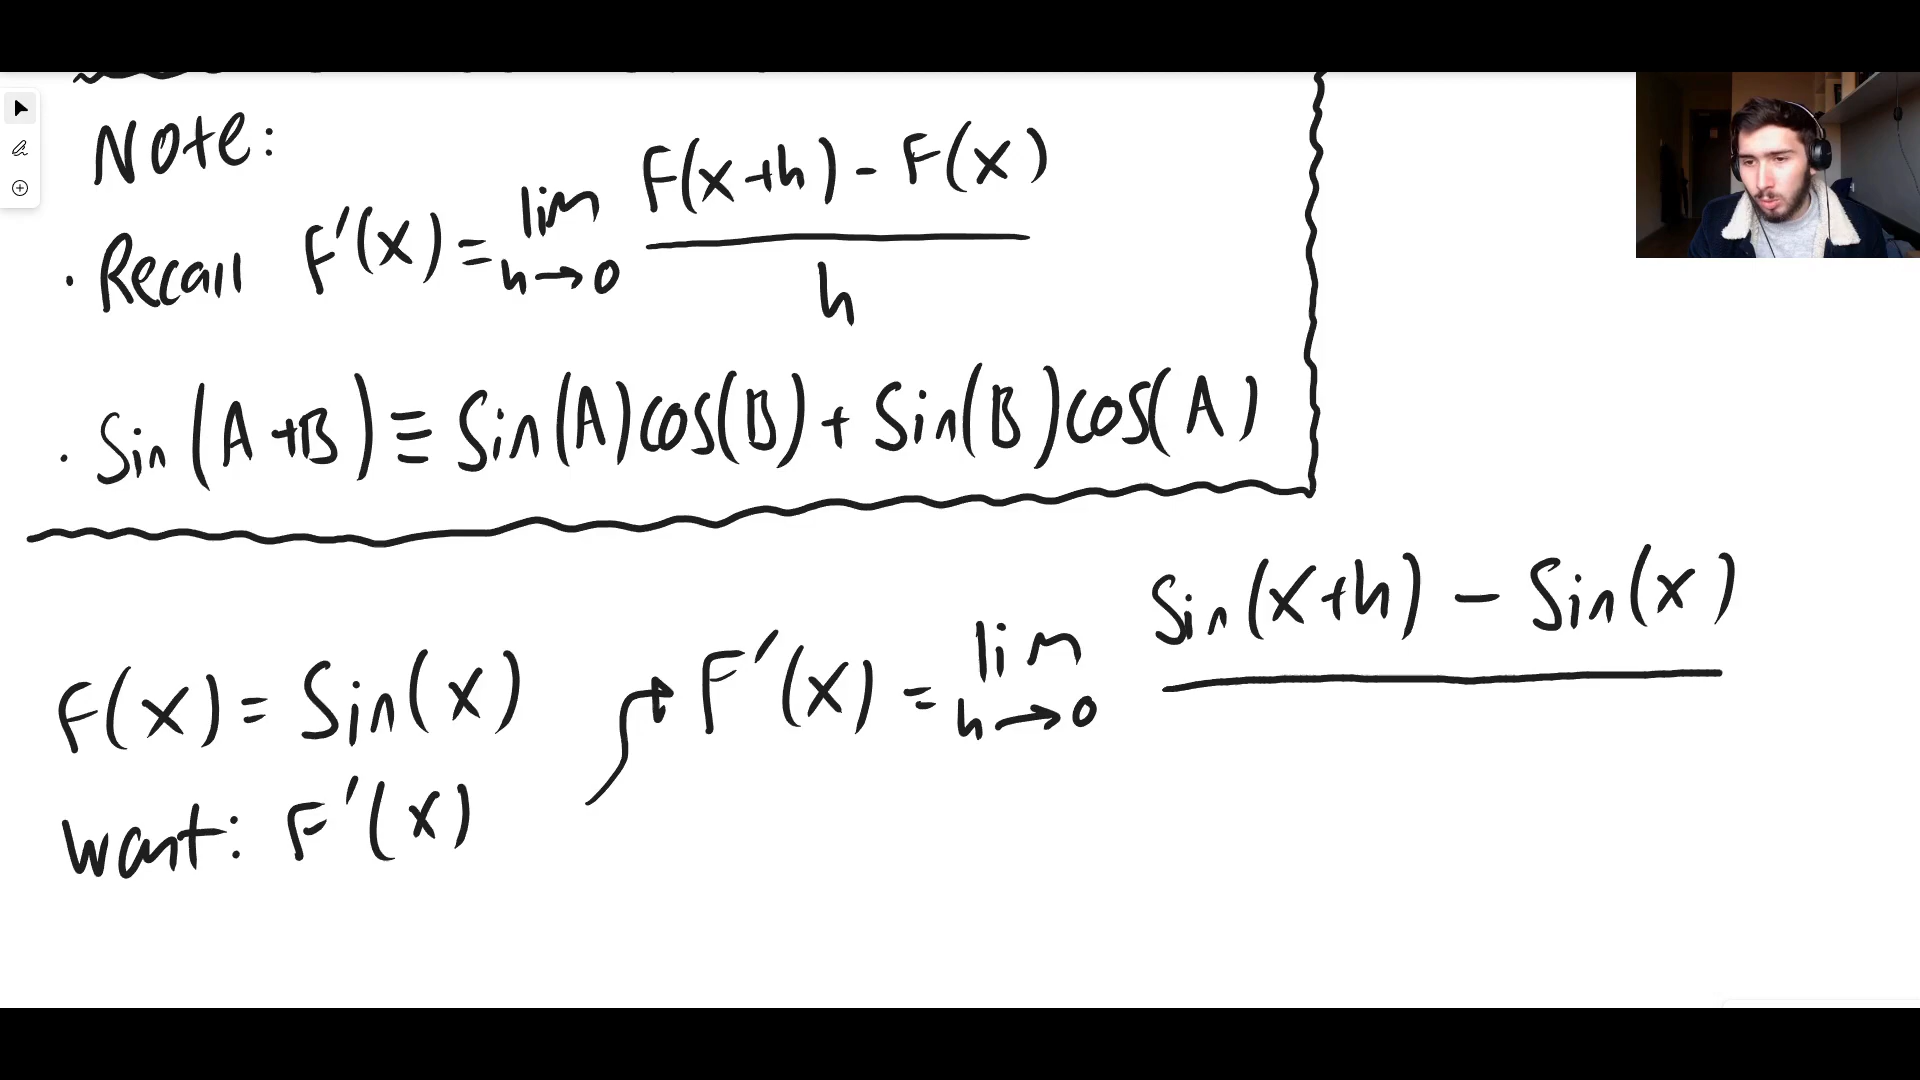 Note:
· Recall F'(x) = lim h→0 F(x+h) - F(x) / h
· Sin(A+B) ≡ Sin(A)cos(B) + Sin(B)cos(A)
F(x) = Sin(x)
F'(x) = lim h→0 Sin(x+h) - Sin(x)
want: F'(x)